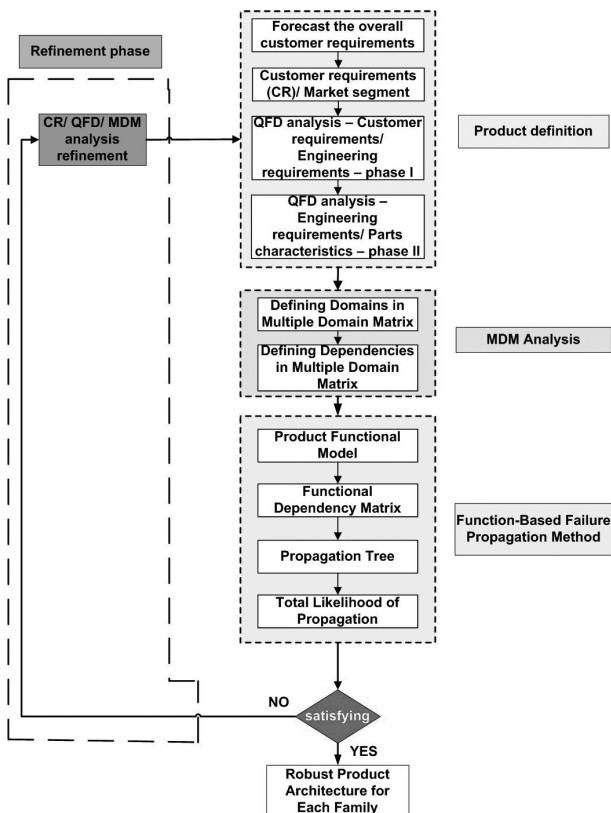 Forecast the overall
customer requirements
Refinement phase
Customer requirements
(CR)/ Market segment
CR/ QFD/ MDM
analysis
refinement
QFD analysis – Customer
requirements/
Engineering
requirements – phase I
Product definition
QFD analysis –
Engineering
requirements/ Parts
characteristics – phase II
Defining Domains in
Multiple Domain Matrix
Defining Dependencies
in Multiple Domain
Matrix
MDM Analysis
Product Functional
Model
Functional
Dependency Matrix
Function-Based Failure
Propagation Method
Propagation Tree
Total Likelihood of
Propagation
NO
satisfying
YES
Robust Product
Architecture for
Each Family